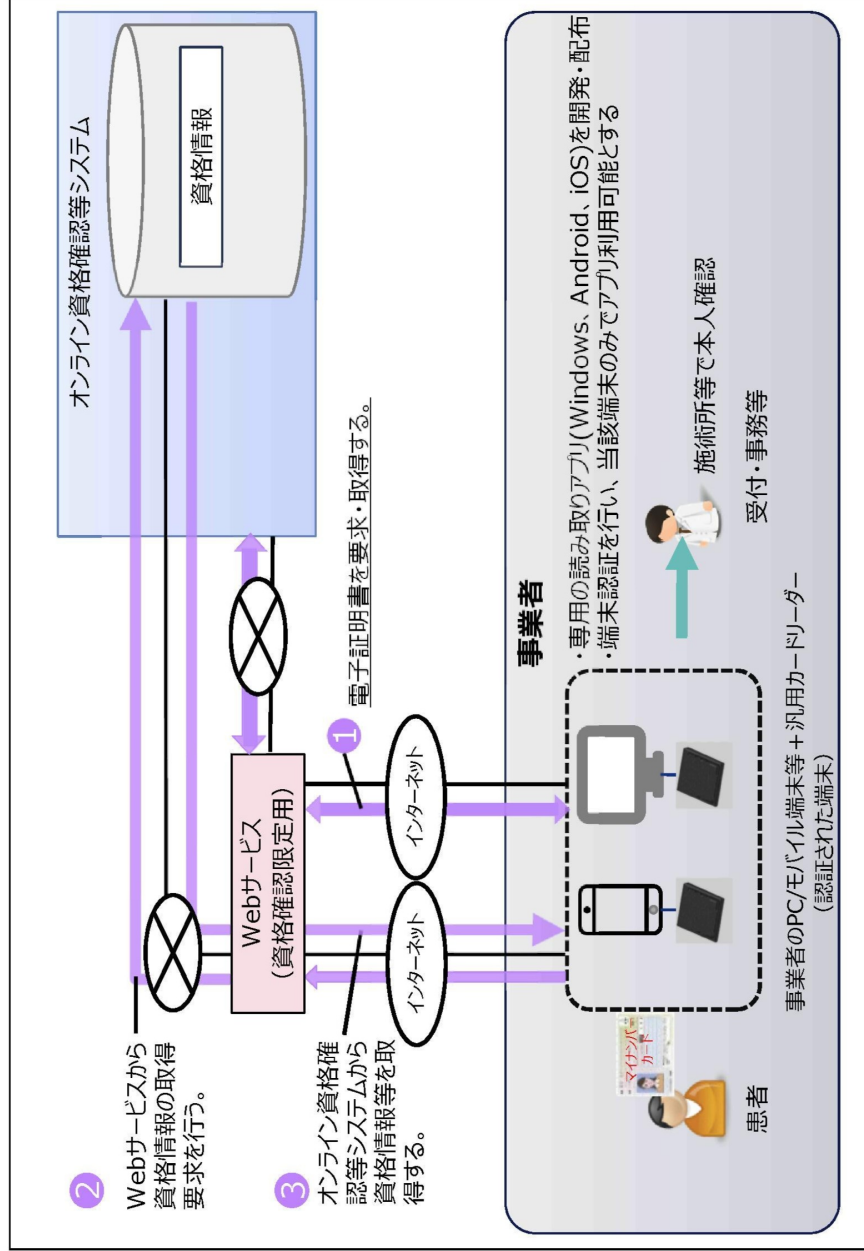 オンライン資格確認等システム
資格情報
❷
Webサービスから
資格情報の取得
要求を行う。
Webサービス
(資格確認限定用)
❶
電子証明書を要求・取得する。
❸
オンライン資格確
認等システムから
資格情報等を取
得する。
インターネット
インターネット
事業者
・専用の読み取りアプリ(Windows、Android、iOS)を開発・配布
・端末認証を行い、当該端末のみでアプリ利用可能とする
マイナンバー
カード
患者
施術所等で本人確認
受付・事務等
事業者のPC/モバイル端末等+汎用カードリーダー
(認証された端末)